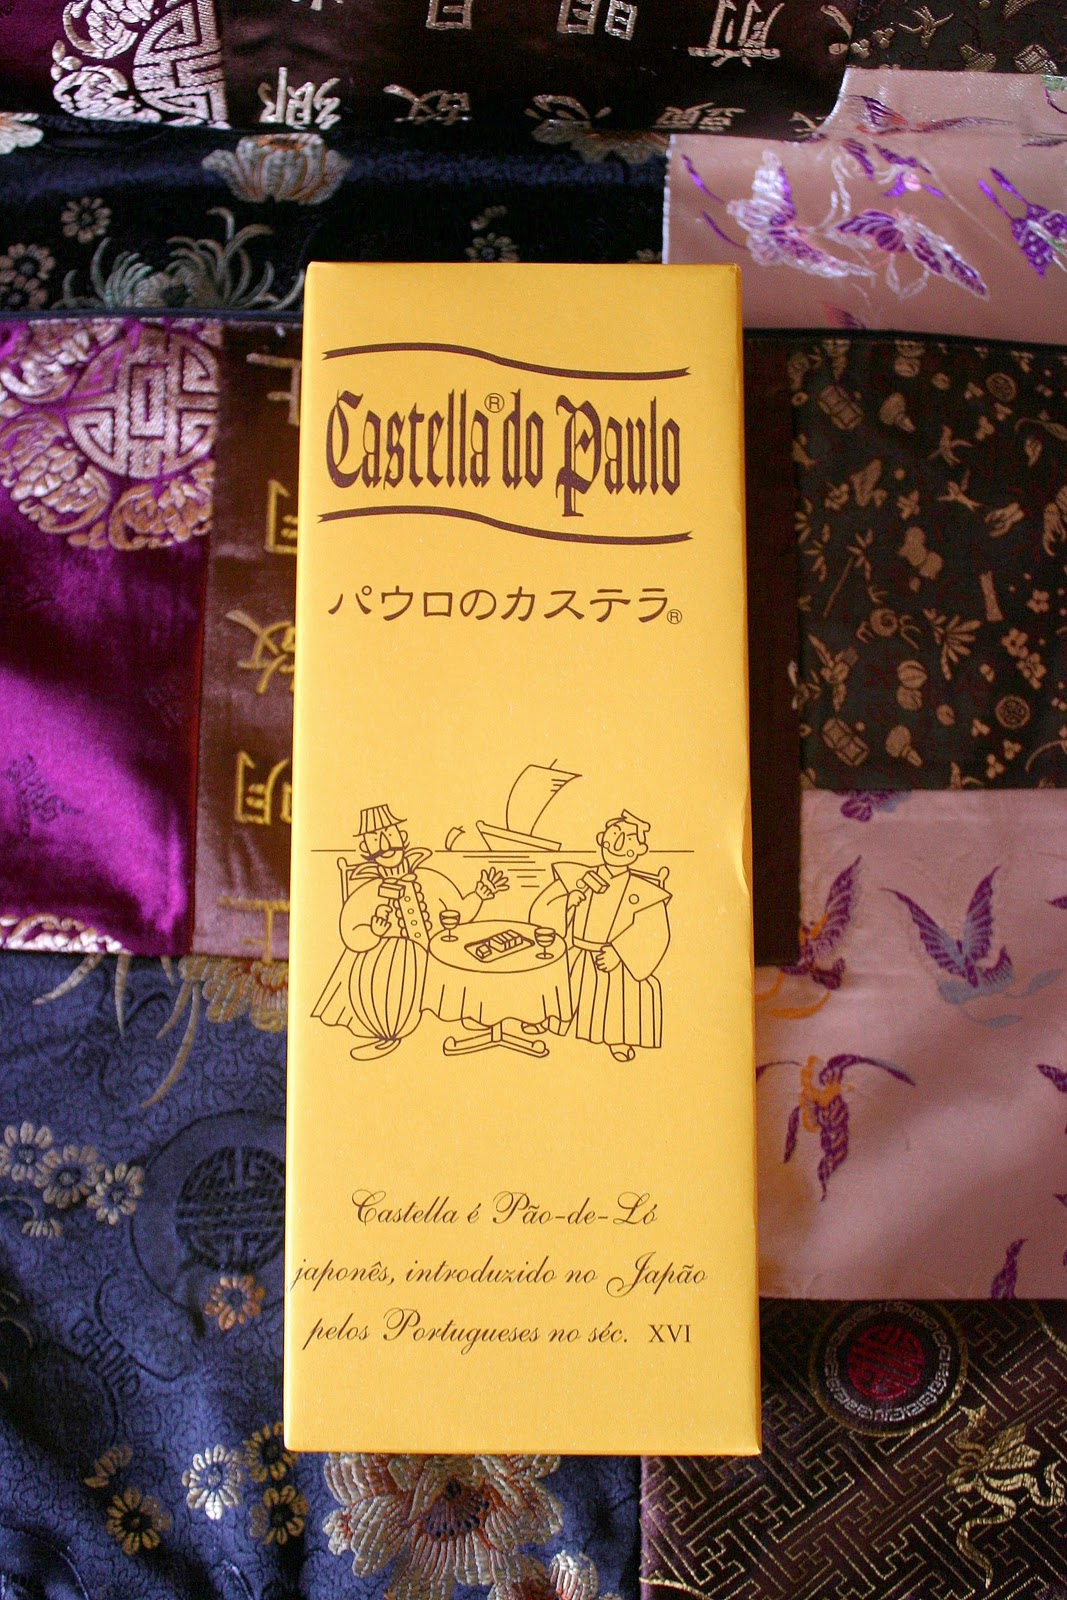 Castella® do Paulo
パウロのカステラ®
Castella é Pão-de-Ló
japonês, introduzido no Japão
pelos Portugueses no séc. XVI